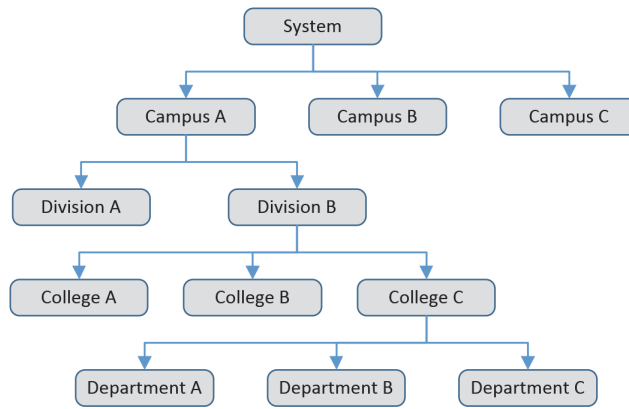 System
Campus A
Campus B
Campus C
Division A
Division B
College A
College B
College C
Department A
Department B
Department C